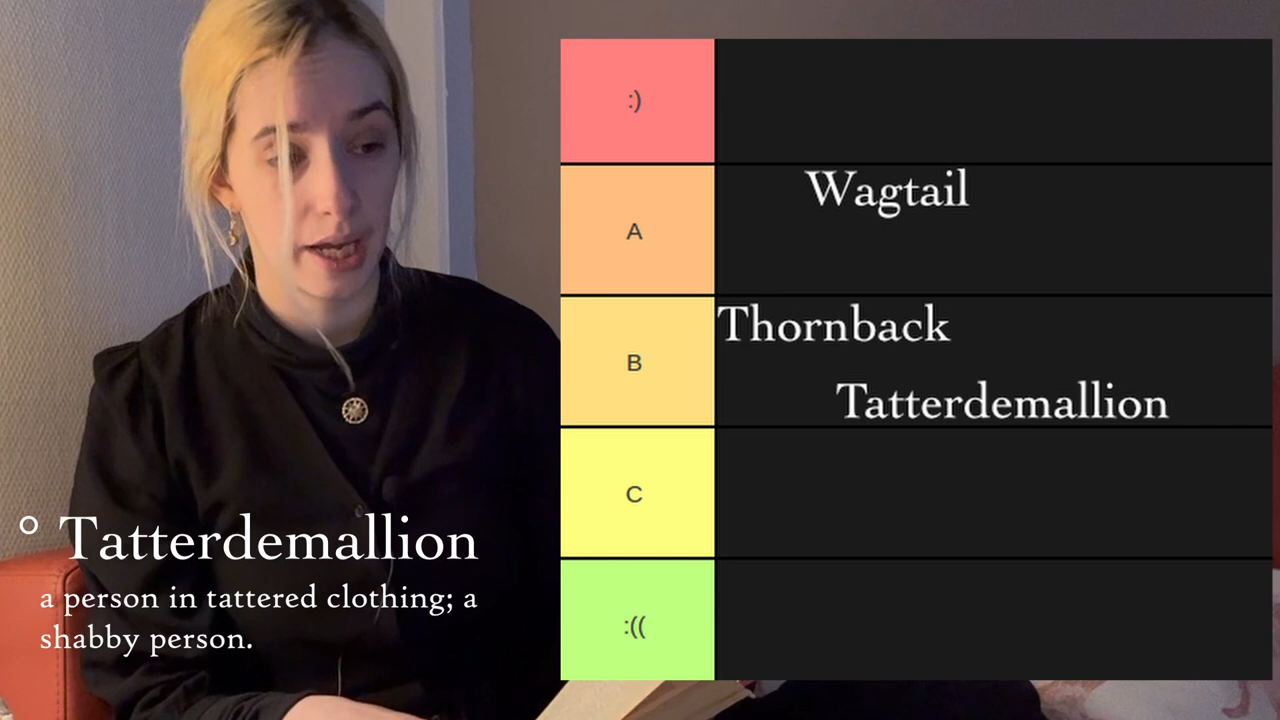 :)
Wagtail
A
Thornback
B
Tatterdemallion
C
° Tatterdemallion
a person in tattered clothing; a
shabby person.
:((